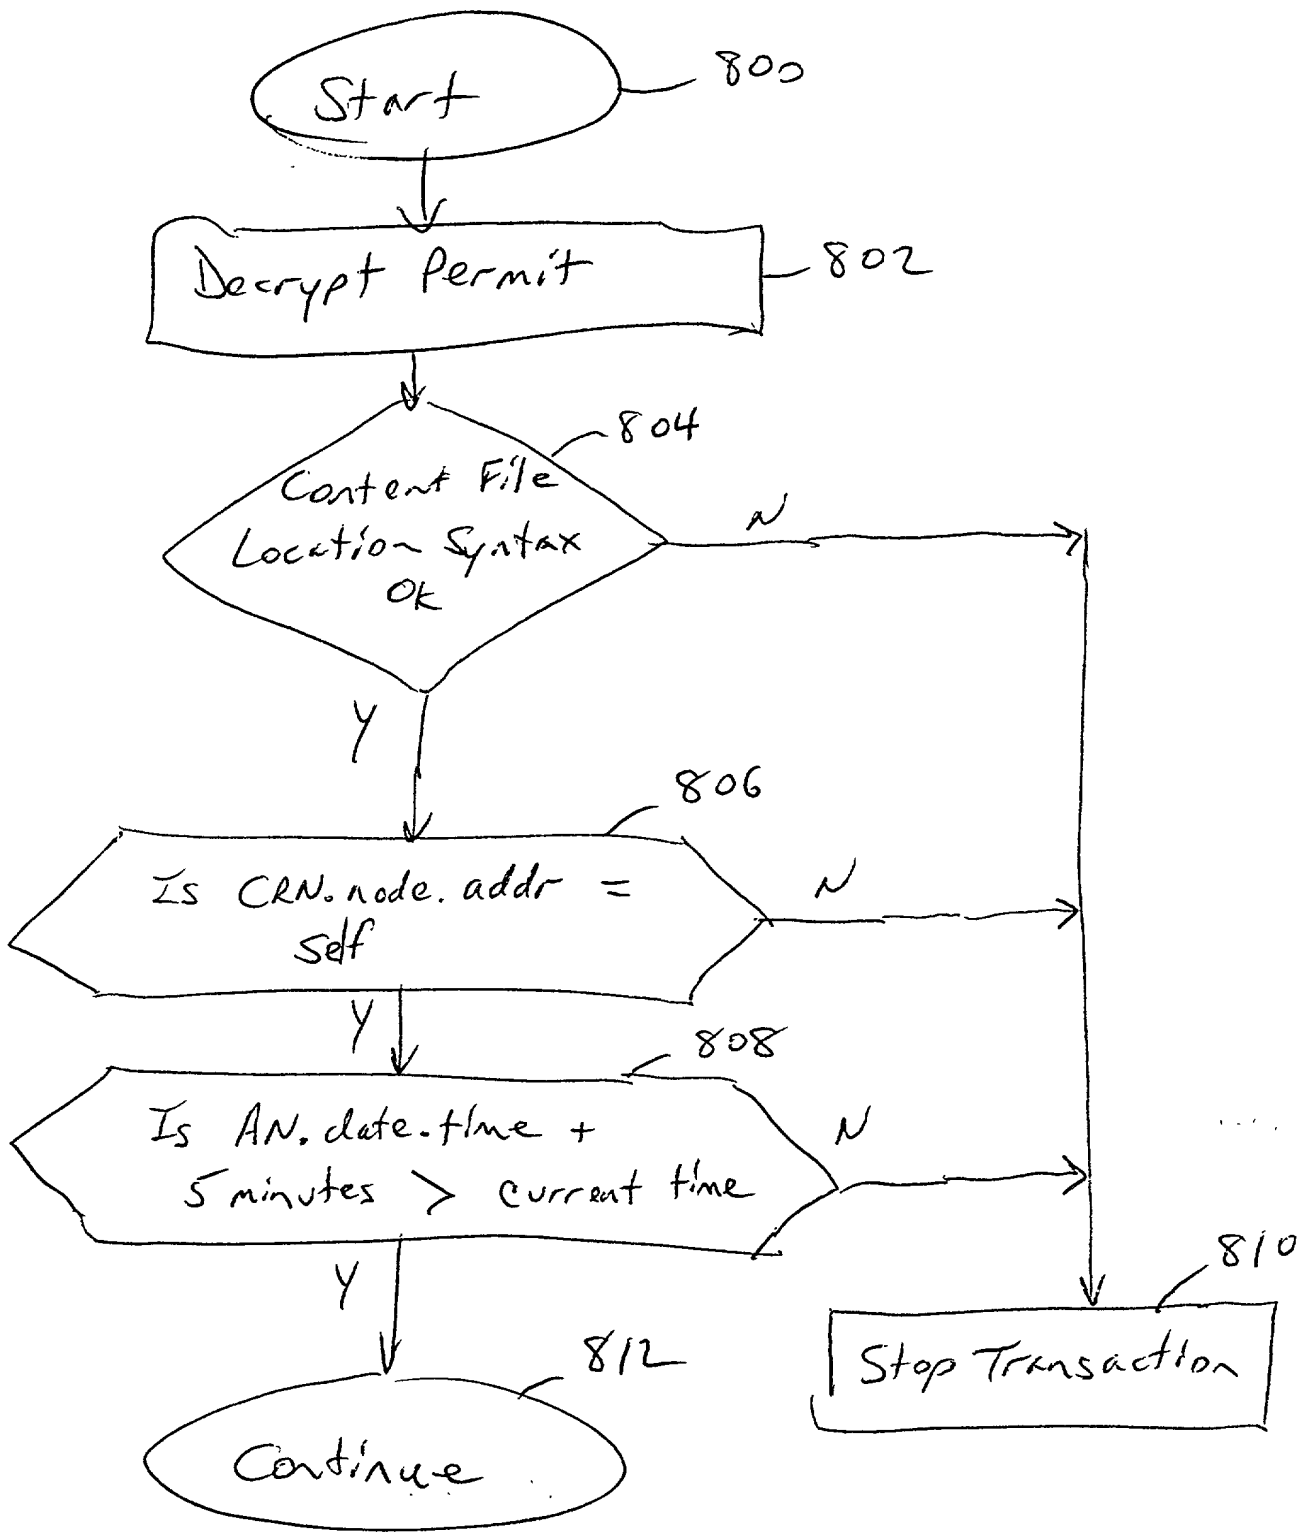 Start
800
Decrypt Permit
802
804
Content File
Location Syntax
Ok
N
Y
806
Is CRN.node.addr =
self
N
Y
808
Is AN.date.time +
5 minutes > current time
N
Y
810
Stop Transaction
812
Continue